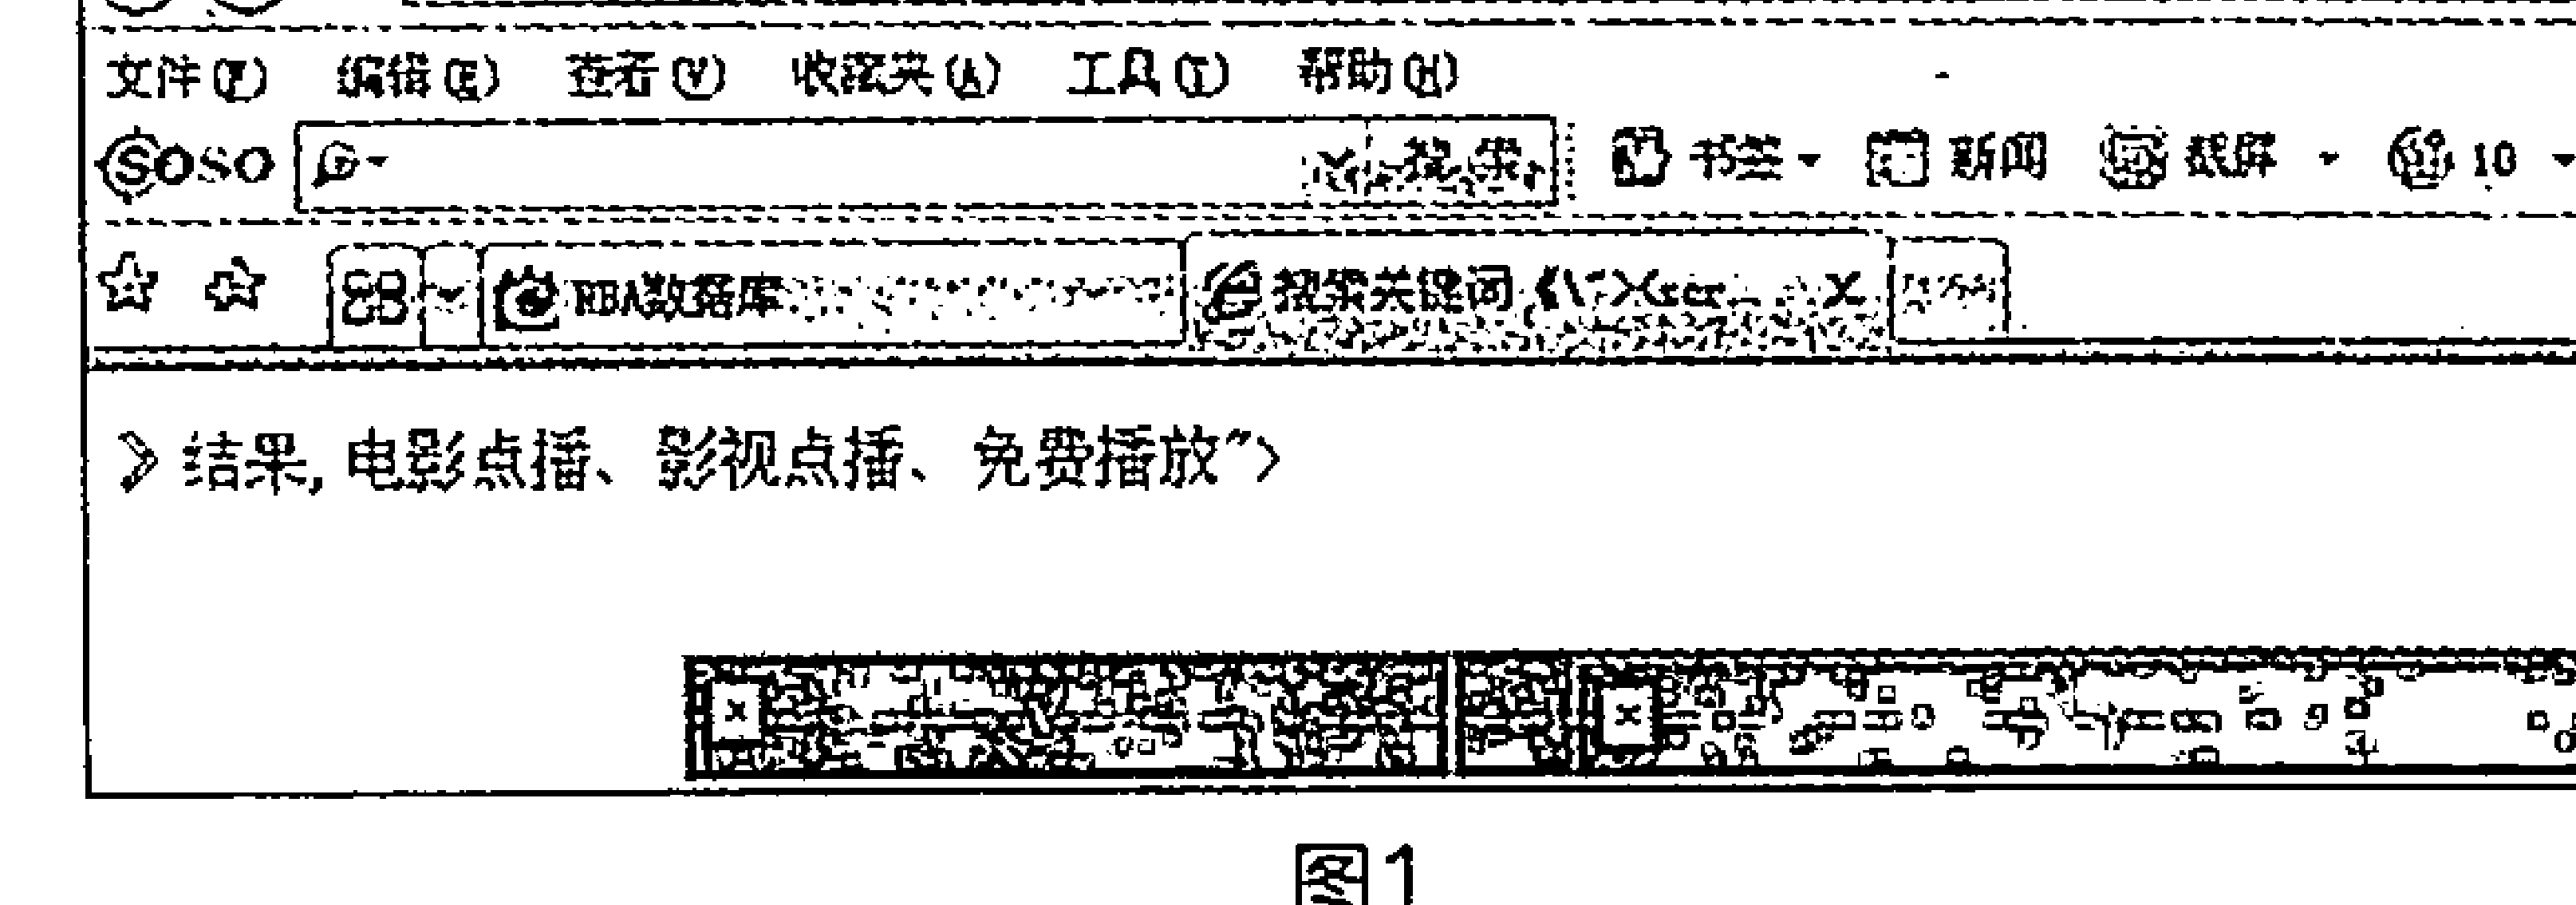 文件(F) 编辑(E) 查看(V) 收藏夹(A) 工具(T) 帮助(H)
SOSO 搜索 书签 新闻 截屏 10
NBA数据库 搜索关键词《\"><scr... X
》结果,电影点播、影视点播、免费播放">
图1